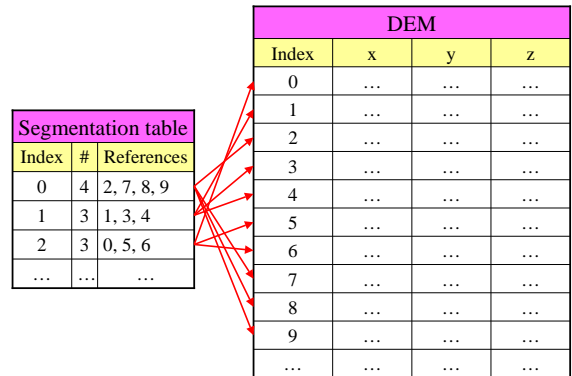 Segmentation table
Index # References
0 4 2, 7, 8, 9
1 3 1, 3, 4
2 3 0, 5, 6
… … …
DEM
Index x y z
0 … … …
1 … … …
2 … … …
3 … … …
4 … … …
5 … … …
6 … … …
7 … … …
8 … … …
9 … … …
… … … …